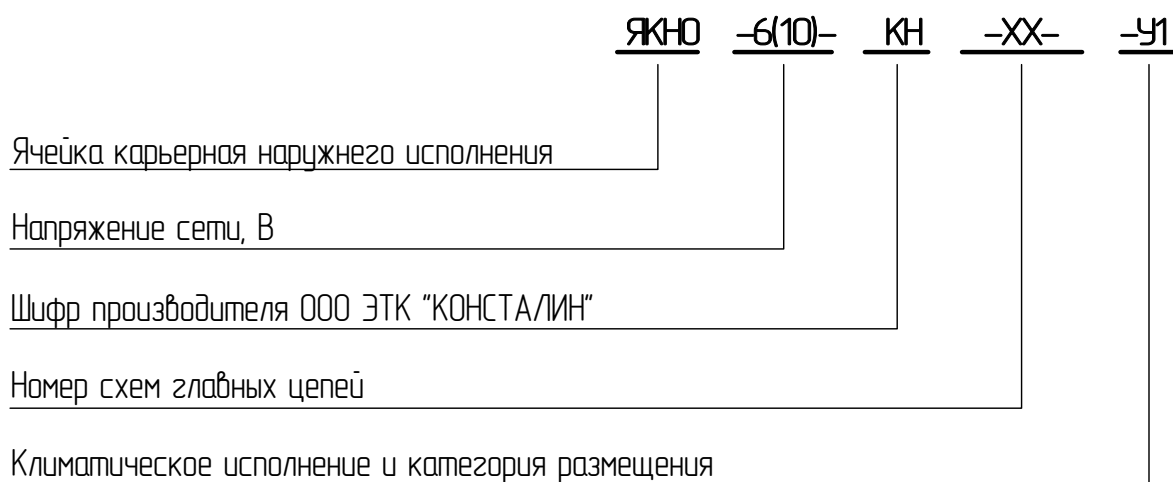 ЯКНО –6(10)– КН –ХХ– –У1
Ячейка карьерная наружнего исполнения
Напряжение сети, В
Шифр производителя ООО ЭТК "КОНСТАЛИН"
Номер схем главных цепей
Климатическое исполнение и категория размещения